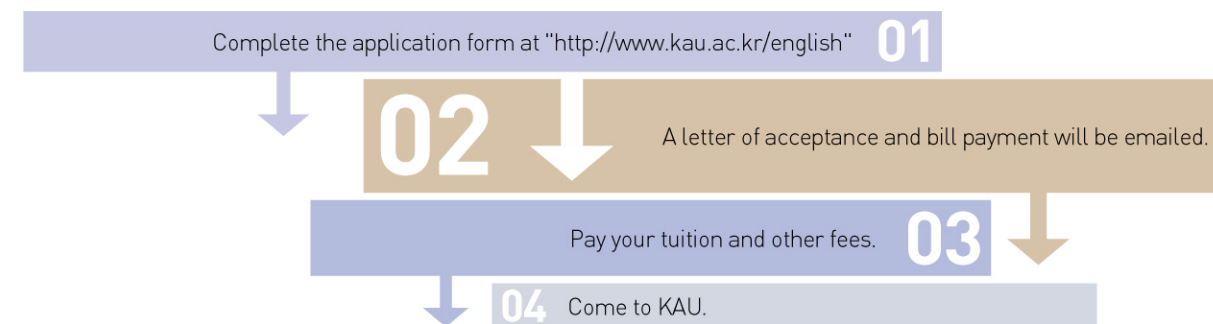 Complete the application form at "http://www.kau.ac.kr/english" 01
02 A letter of acceptance and bill payment will be emailed.
Pay your tuition and other fees. 03
04 Come to KAU.